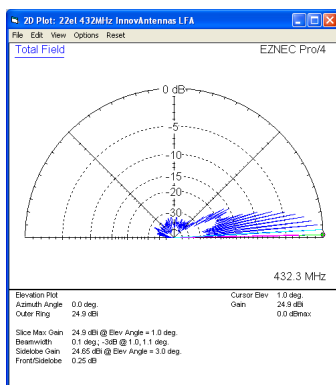 2D Plot: 22el 432MHz InnovAntennas LFA
File Edit View Options Reset
Total Field
EZNEC Pro/4
0 dB
-5
-10
-15
-20
-30
432.3 MHz
Elevation Plot
Azimuth Angle 0.0 deg.
Outer Ring 24.9 dBi
Cursor Elev 1.0 deg.
Gain 24.9 dBi
0.0 dBmax
Slice Max Gain 24.9 dBi @ Elev Angle = 1.0 deg.
Beamwidth 0.1 deg.; -3dB @ 1.0, 1.1 deg.
Sidelobe Gain 24.65 dBi @ Elev Angle = 3.0 deg.
Front/Sidelobe 0.25 dB